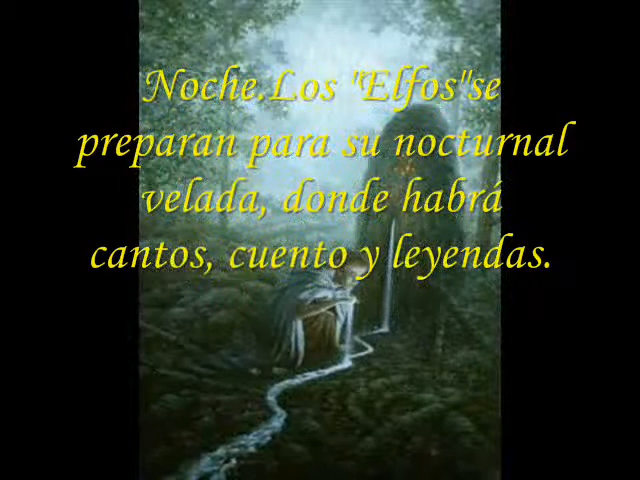 Noche.Los "Elfos"se
preparan para su nocturnal
velada, donde habrá
cantos, cuento y leyendas.